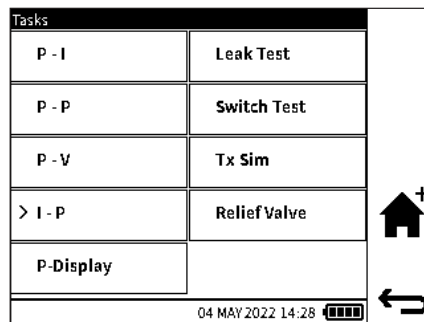 Tasks
P - I
Leak Test
P - P
Switch Test
P - V
Tx Sim
> I - P
Relief Valve
P-Display
04 MAY 2022 14:28